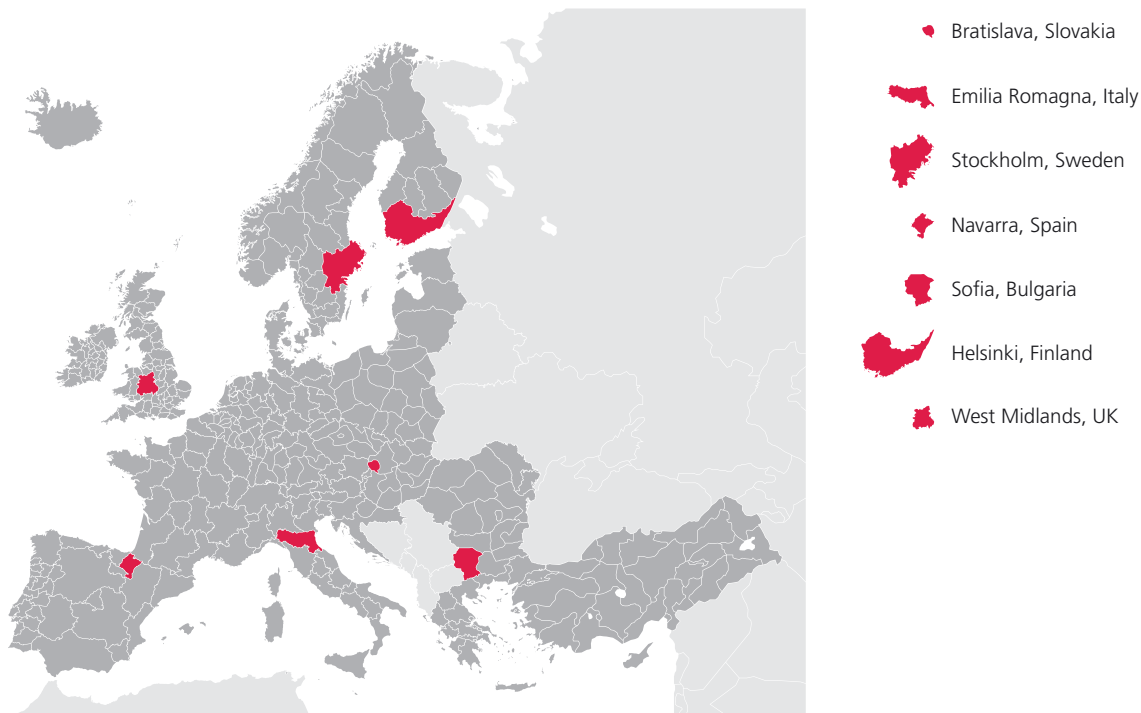 Bratislava, Slovakia
Emilia Romagna, Italy
Stockholm, Sweden
Navarra, Spain
Sofia, Bulgaria
Helsinki, Finland
West Midlands, UK